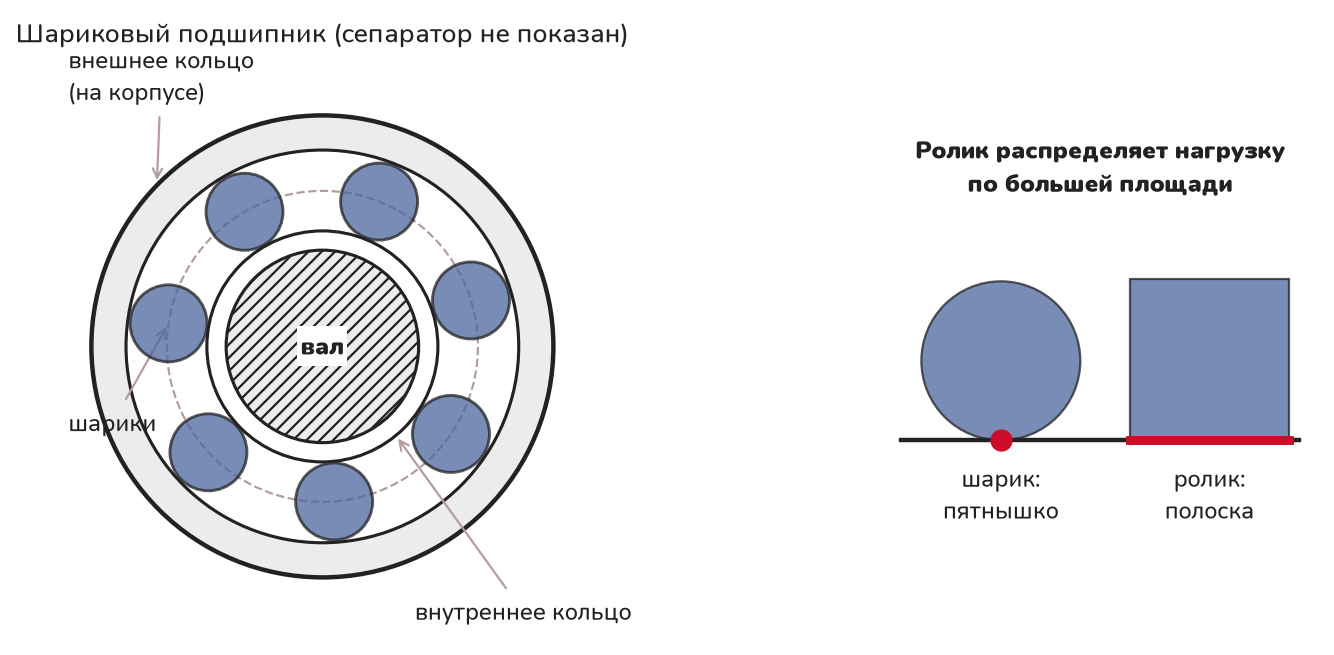 Шариковый подшипник (сепаратор не показан)
внешнее кольцо
(на корпусе)
вал
шарики
внутреннее кольцо
Ролик распределяет нагрузку
по большей площади
шарик:
пятнышко
ролик:
полоска